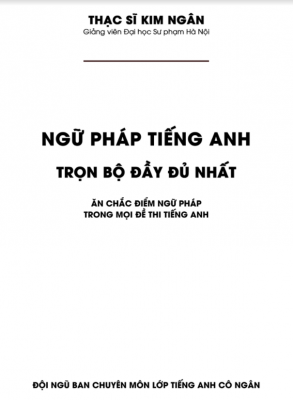 THẠC SĨ KIM NGÂN
Giảng viên Đại học Sư phạm Hà Nội
NGỮ PHÁP TIẾNG ANH
TRỌN BỘ ĐẦY ĐỦ NHẤT
ĂN CHẮC ĐIỂM NGỮ PHÁP
TRONG MỌI ĐỀ THI TIẾNG ANH
ĐỘI NGŨ BAN CHUYÊN MÔN LỚP TIẾNG ANH CÔ NGÂN